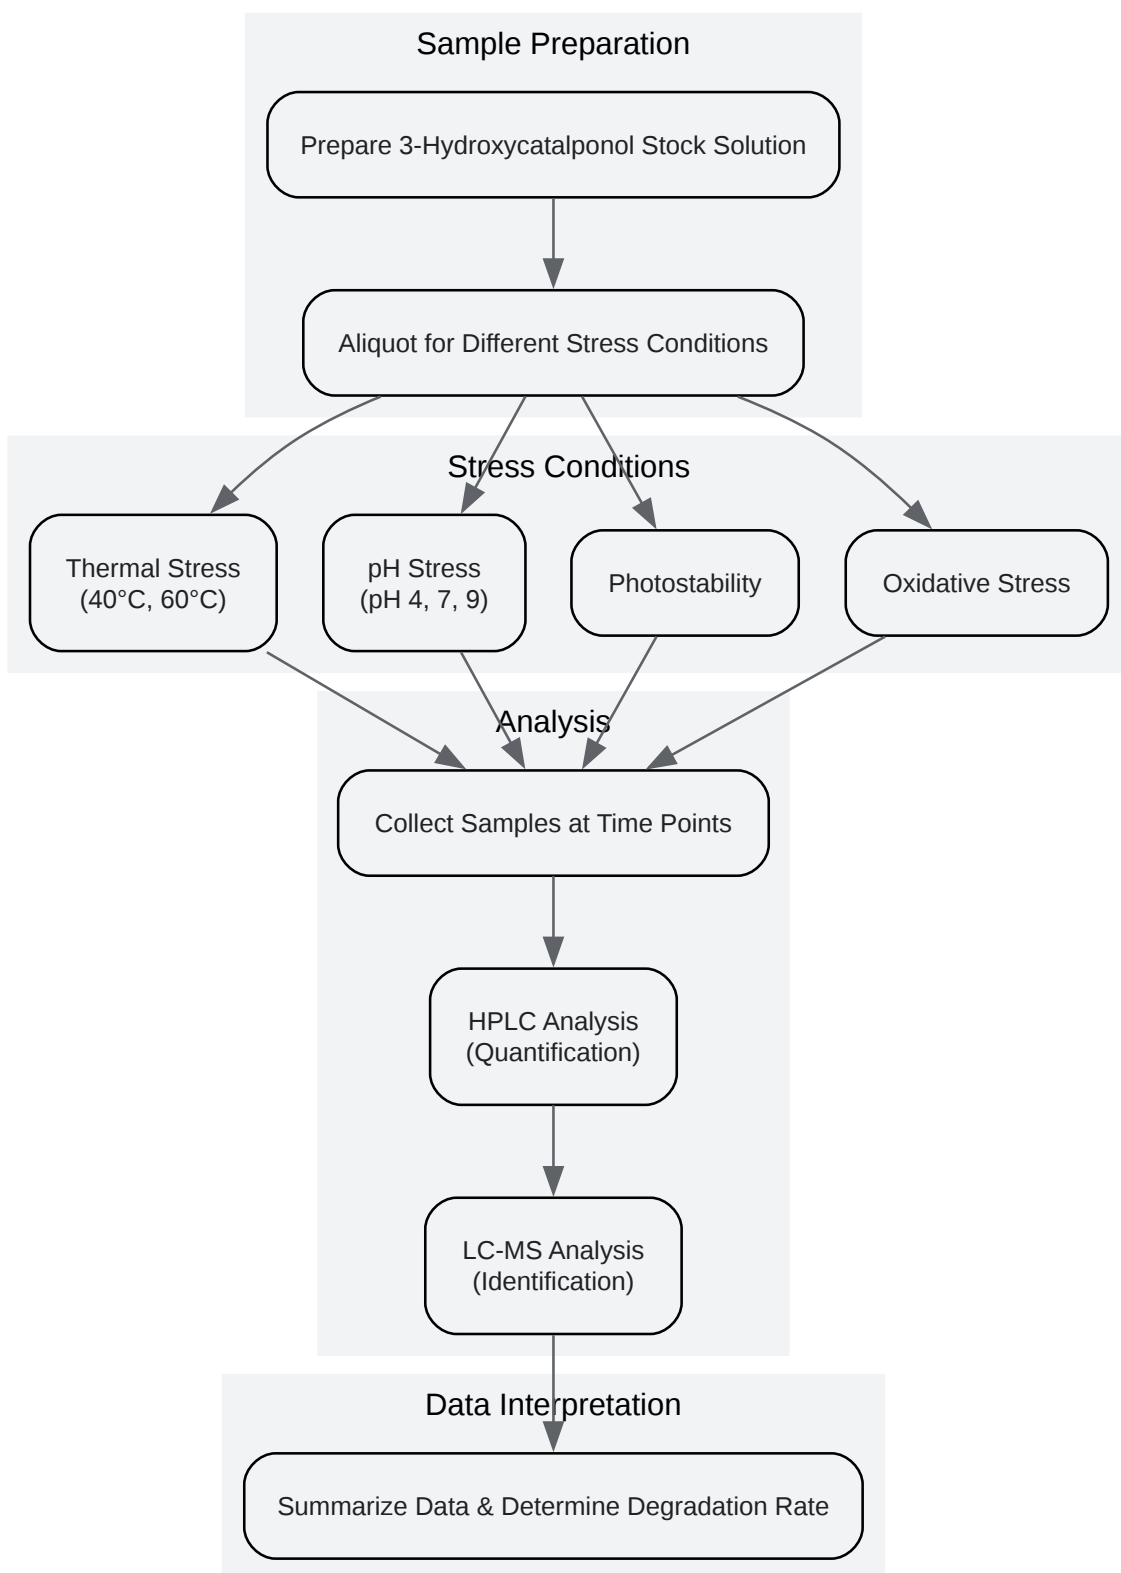 Sample Preparation
Prepare 3-Hydroxycatalponol Stock Solution
Aliquot for Different Stress Conditions
Stress Conditions
Thermal Stress
(40°C, 60°C)
pH Stress
(pH 4, 7, 9)
Photostability
Oxidative Stress
Analysis
Collect Samples at Time Points
HPLC Analysis
(Quantification)
LC-MS Analysis
(Identification)
Data Interpretation
Summarize Data & Determine Degradation Rate